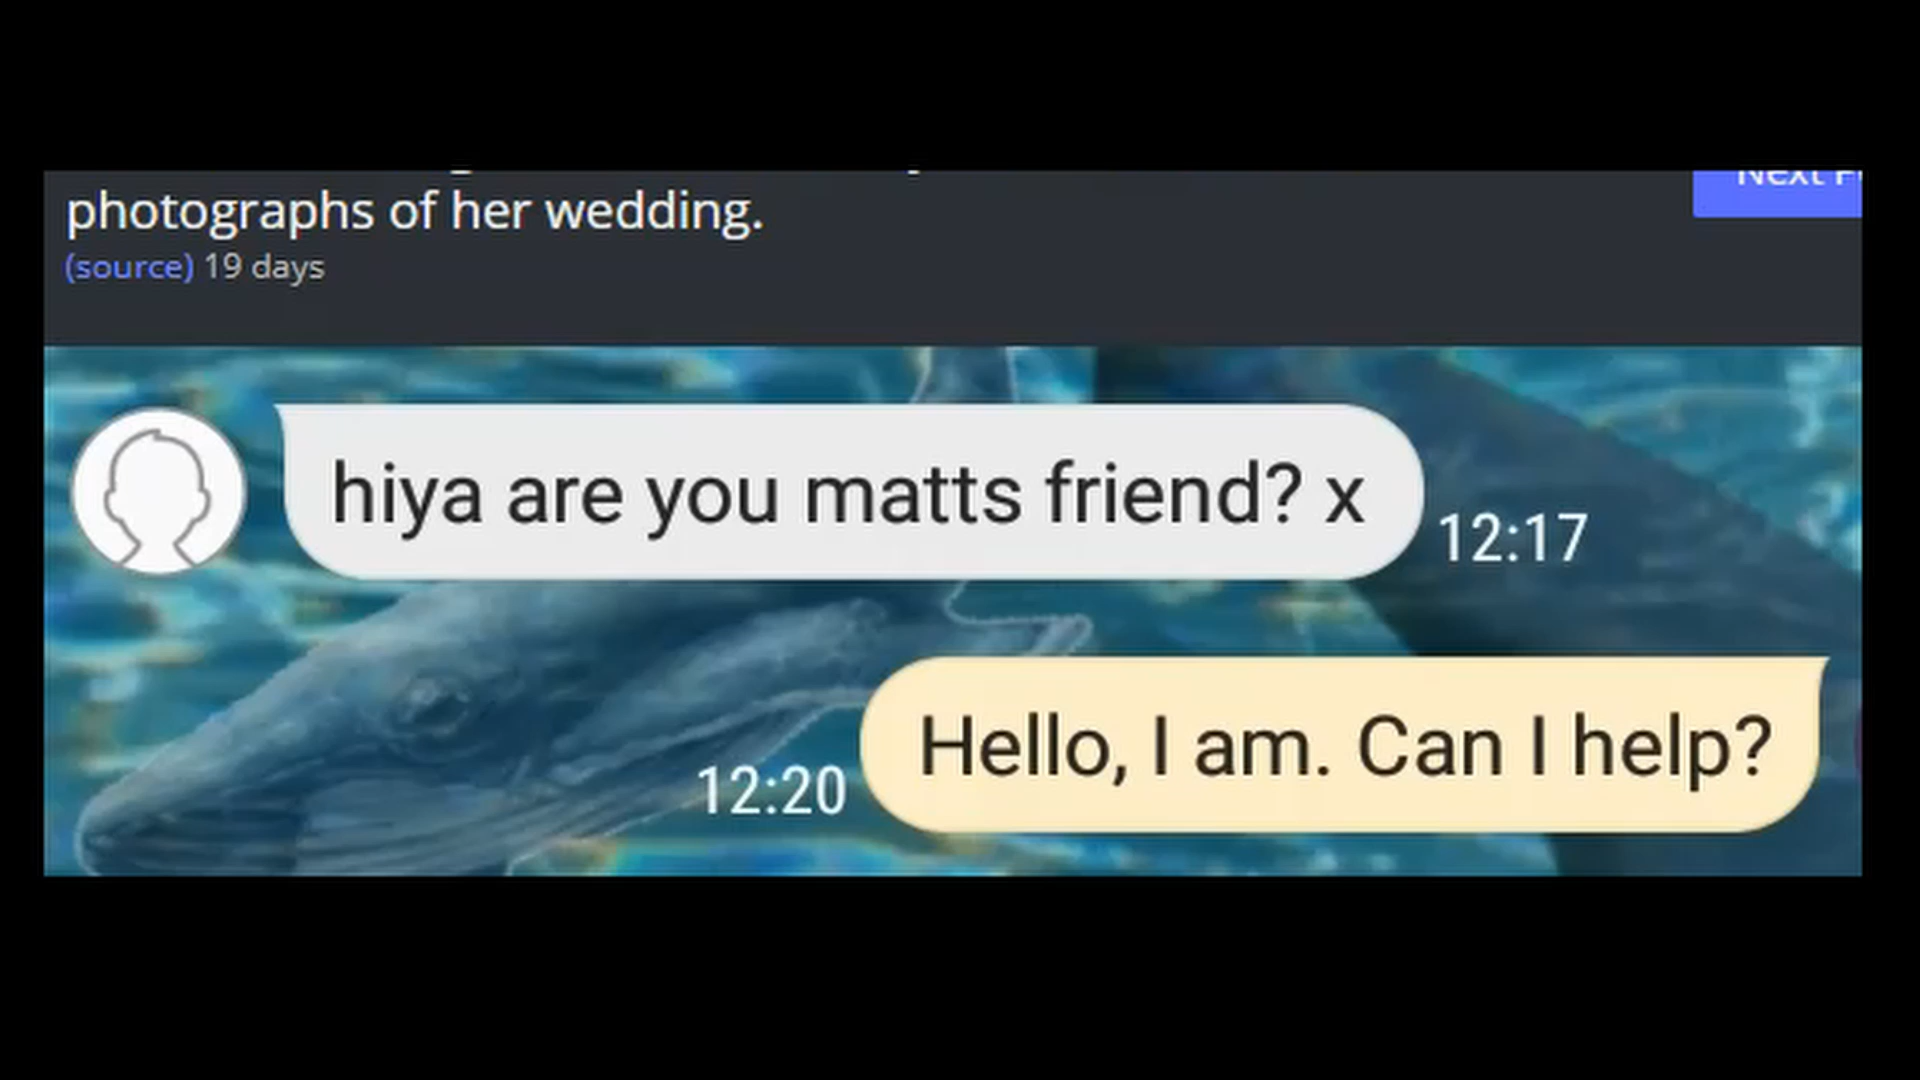 photographs of her wedding.
(source) 19 days
hiya are you matts friend? x
12:17
Hello, I am. Can I help?
12:20